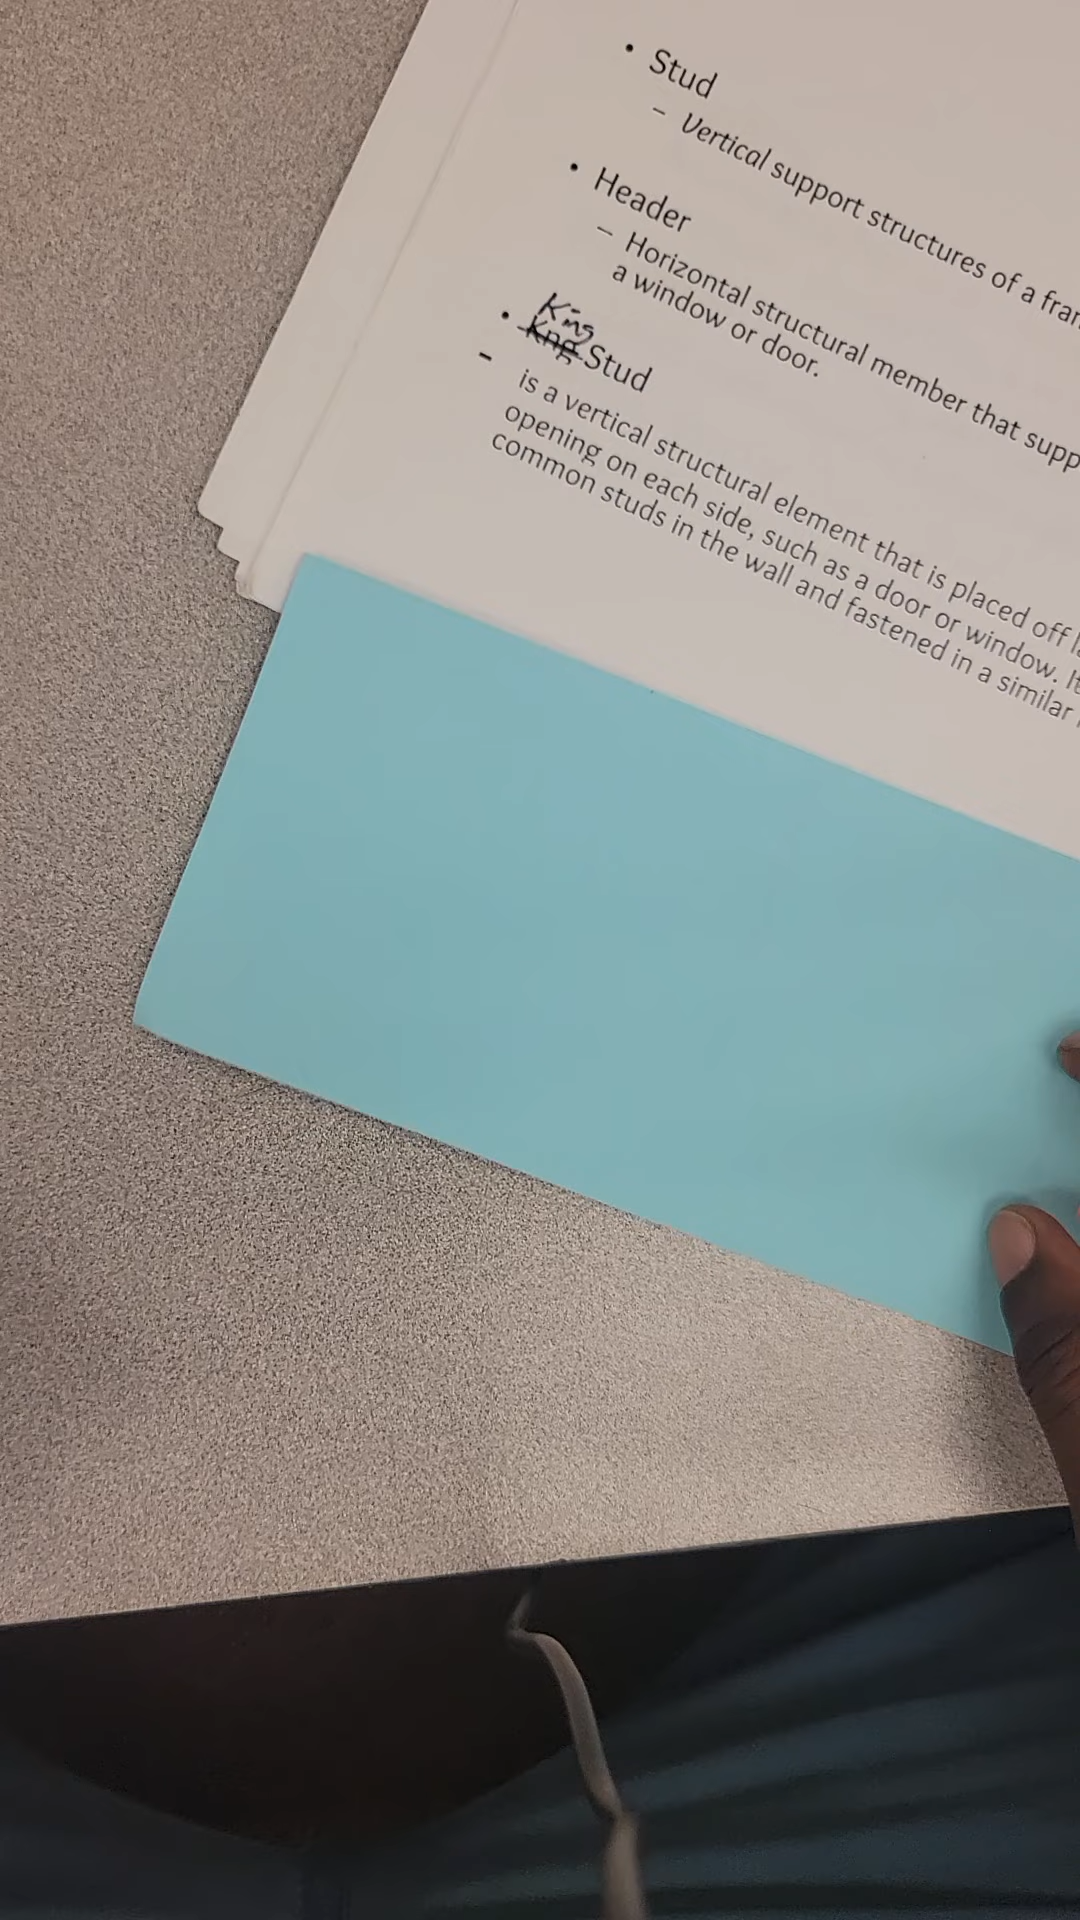 • Stud
– Vertical support structures of a
• Header
– Horizontal structural member that
a window or door.
King
• Kng Stud
- is a vertical structural element that is placed off
opening on each side, such as a door or window. It
common studs in the wall and fastened in a similar